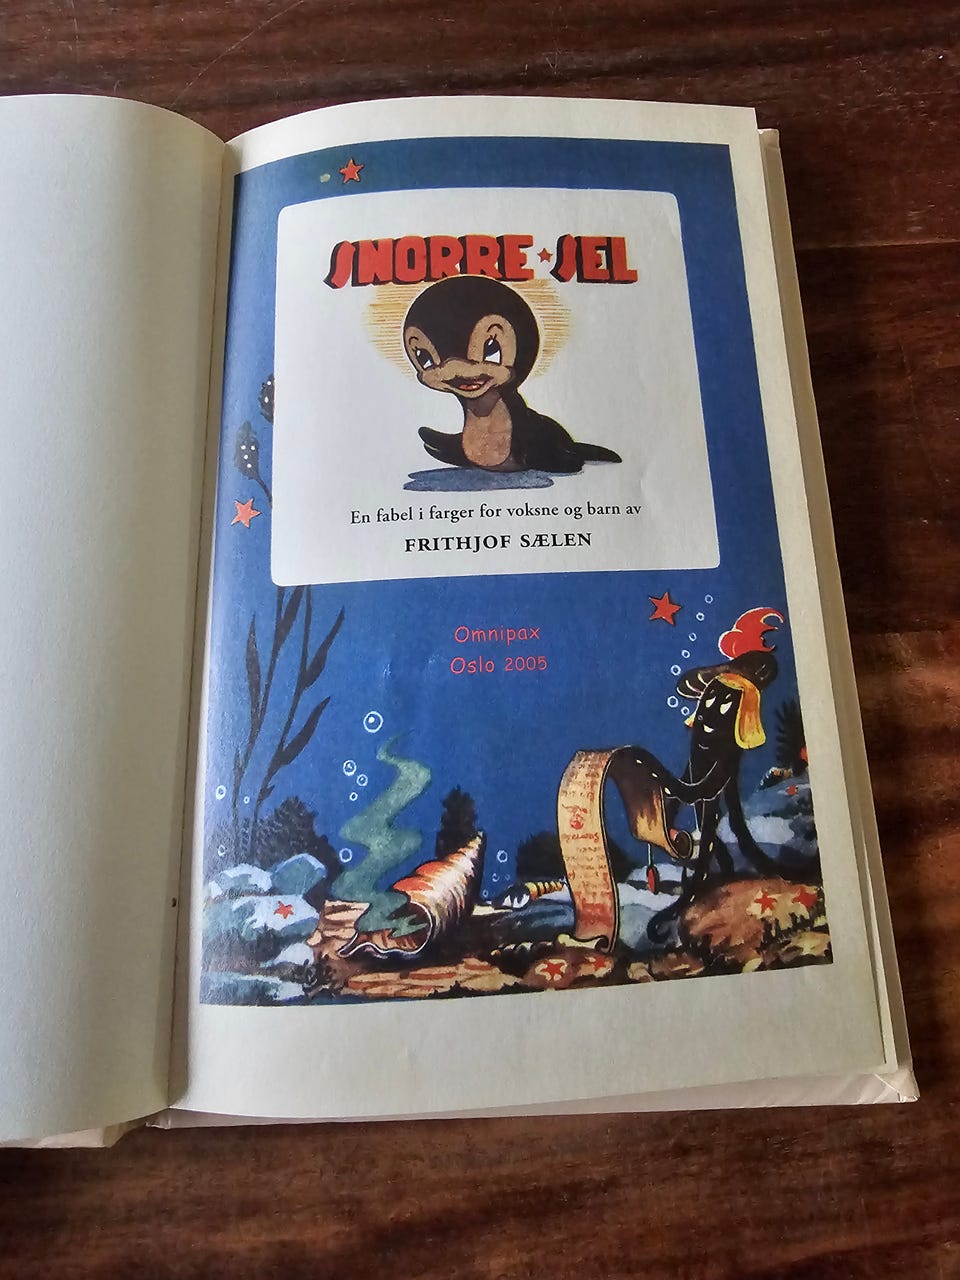 SNORRE SEL
En fabel i farger for voksne og barn av
FRITHJOF SÆLEN
Omnipax
Oslo 2005